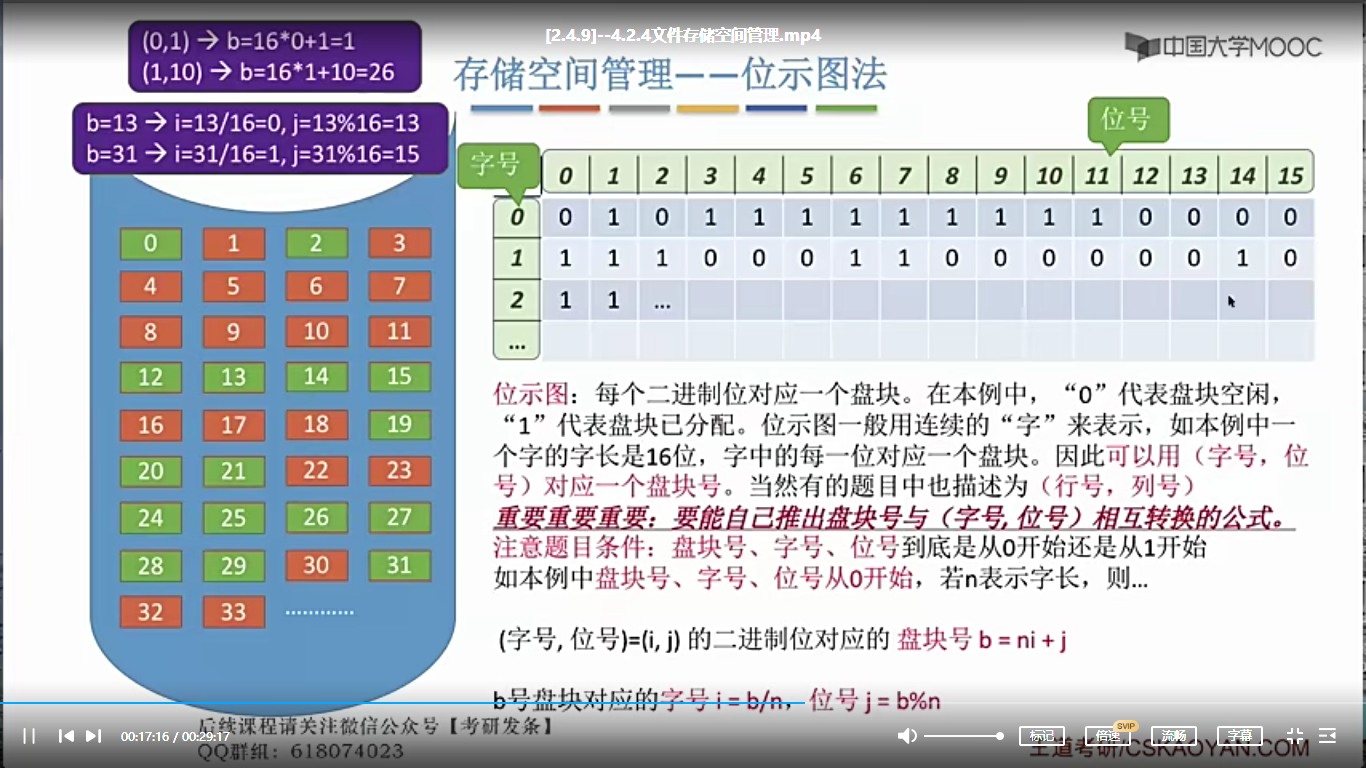 [2.4.9]--4.2.4文件存储空间管理.mp4
(0,1) → b=16*0+1=1
(1,10) → b=16*1+10=26
中国大学MOOC
存储空间管理——位示图法
b=13 → i=13/16=0, j=13%16=13
b=31 → i=31/16=1, j=31%16=15
位号
字号
0 1 2 3 4 5 6 7 8 9 10 11 12 13 14 15
0 0 1 0 1 1 1 1 1 1 1 1 1 0 0 0 0
1 1 1 1 0 0 0 1 1 0 0 0 0 0 0 1 0
2 1 1 ...
...
0 1 2 3
4 5 6 7
8 9 10 11
12 13 14 15
16 17 18 19
20 21 22 23
24 25 26 27
28 29 30 31
32 33 …………
位示图：每个二进制位对应一个盘块。在本例中，“0”代表盘块空闲，
“1”代表盘块已分配。位示图一般用连续的“字”来表示，如本例中一
个字的字长是16位，字中的每一位对应一个盘块。因此可以用（字号，位
号）对应一个盘块号。当然有的题目中也描述为（行号，列号）
重要重要重要：要能自己推出盘块号与（字号, 位号）相互转换的公式。
注意题目条件：盘块号、字号、位号到底是从0开始还是从1开始
如本例中盘块号、字号、位号从0开始，若n表示字长，则...
(字号, 位号)=(i, j) 的二进制位对应的 盘块号 b = ni + j
b号盘块对应的字号 i = b/n，位号 j = b%n
后续课程请关注微信公众号【考研发条】
QQ群组：618074023
00:17:16 / 00:29:17
标记
倍速
SVIP
流畅
字幕
王道考研/CSKAOYAN.COM